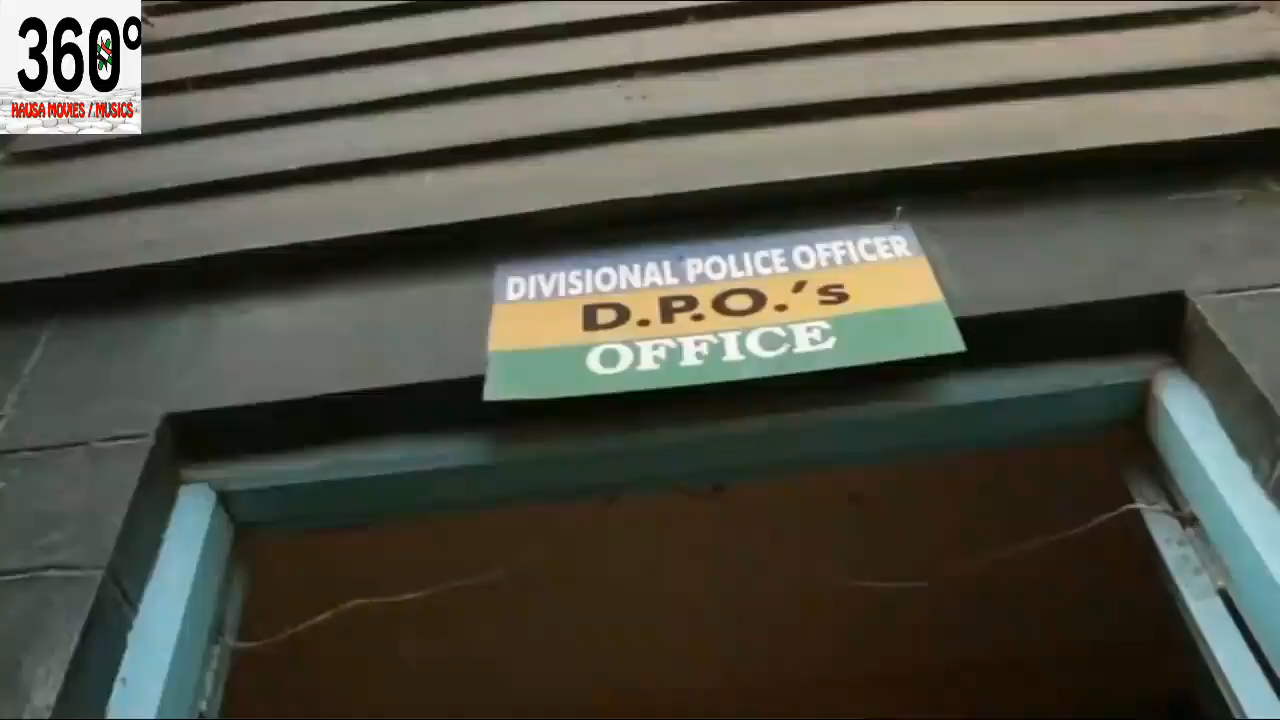 360°
HAUSA MOVIES / MUSICS
DIVISIONAL POLICE OFFICER
D.P.O.'s
OFFICE